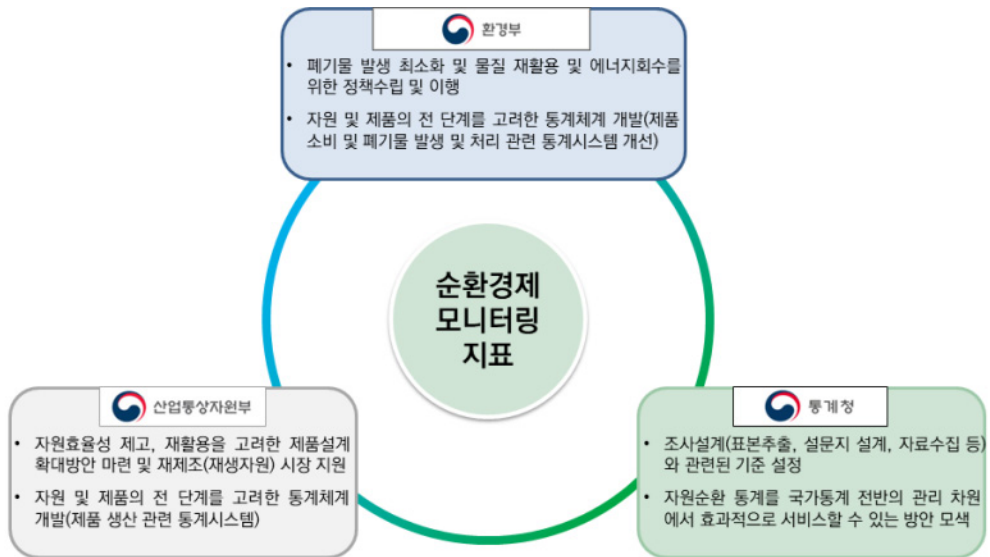 환경부
• 폐기물 발생 최소화 및 물질 재활용 및 에너지회수를
위한 정책수립 및 이행
• 자원 및 제품의 전 단계를 고려한 통계체계 개발(제품
소비 및 폐기물 발생 및 처리 관련 통계시스템 개선)
순환경제
모니터링
지표
산업통상자원부
• 자원효율성 제고, 재활용을 고려한 제품설계
확대방안 마련 및 재제조(재생자원) 시장 지원
• 자원 및 제품의 전 단계를 고려한 통계체계
개발(제품 생산 관련 통계시스템)
통계청
• 조사설계(표본추출, 설문지 설계, 자료수집 등)
와 관련된 기준 설정
• 자원순환 통계를 국가통계 전반의 관리 차원
에서 효과적으로 서비스할 수 있는 방안 모색